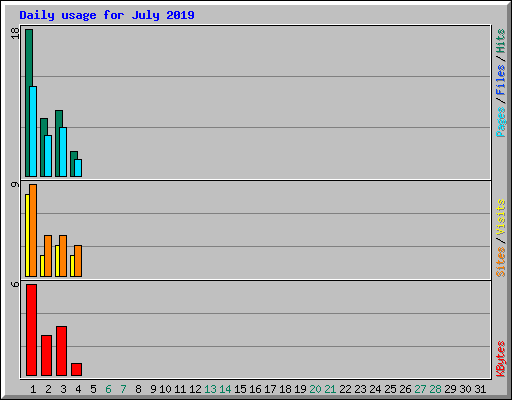 Daily usage for July 2019
18
9
6
Pages / Files / Hits
Sites / Visits
KBytes
1 2 3 4 5 6 7 8 9 10 11 12 13 14 15 16 17 18 19 20 21 22 23 24 25 26 27 28 29 30 31